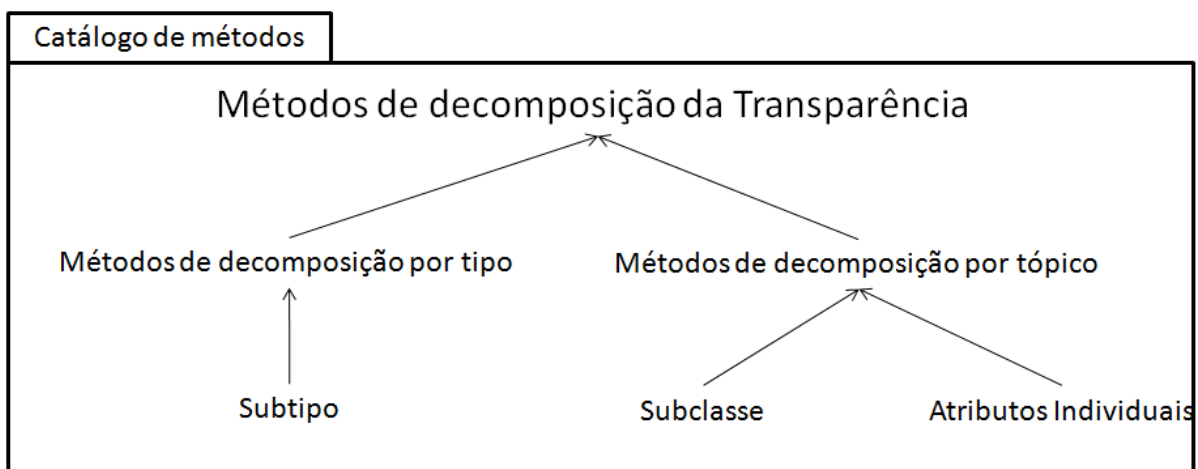 Catálogo de métodos
Métodos de decomposição da Transparência
Métodos de decomposição por tipo
Métodos de decomposição por tópico
Subtipo
Subclasse
Atributos Individuais